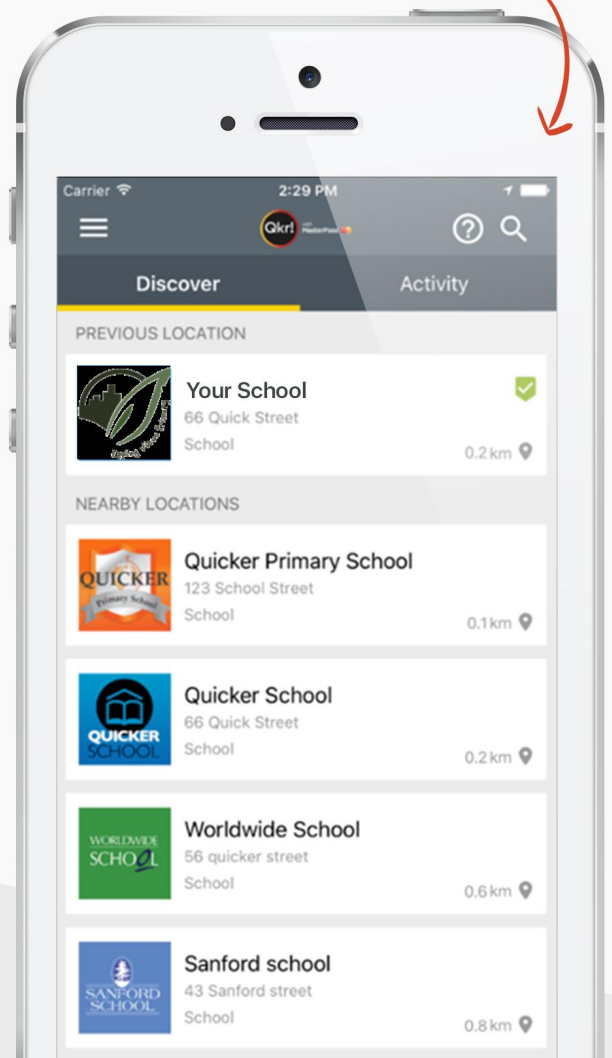 Carrier
2:29 PM
Qkr! with MasterPass
Discover
Activity
PREVIOUS LOCATION
Your School
66 Quick Street
School
0.2 km
NEARBY LOCATIONS
QUICKER
Primary School
Quicker Primary School
123 School Street
School
0.1 km
QUICKER
SCHOOL
Quicker School
66 Quick Street
School
0.2 km
WORLDWIDE
SCHOOL
Worldwide School
56 quicker street
School
0.6 km
SANFORD
SCHOOL
Sanford school
43 Sanford street
School
0.8 km